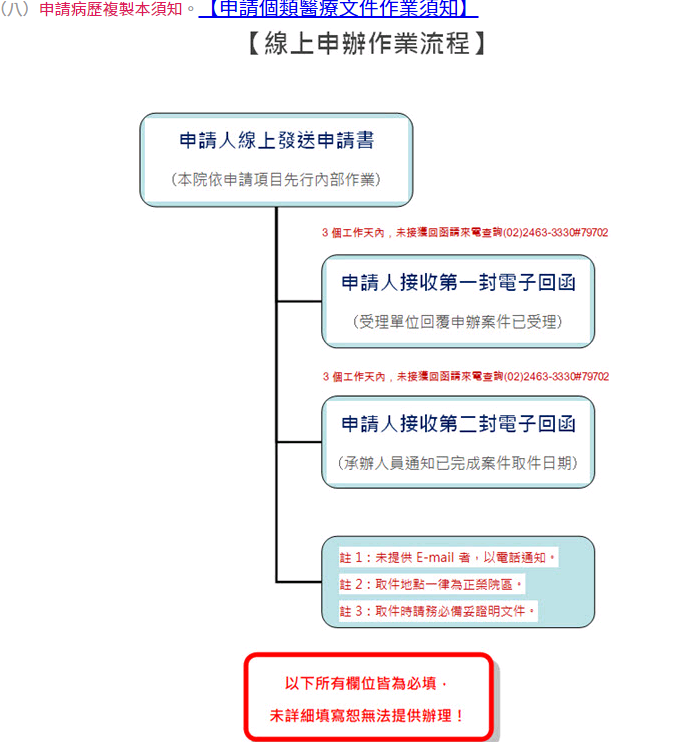 （八）申請病歷複製本須知。【申請個類醫療文件作業須知】
【線上申辦作業流程】
申請人線上發送申請書
(本院依申請項目先行內部作業)
3 個工作天內，未接獲回函請來電查詢(02)2463-3330#79702
申請人接收第一封電子回函
(受理單位回覆申辦案件已受理)
3 個工作天內，未接獲回函請來電查詢(02)2463-3330#79702
申請人接收第二封電子回函
(承辦人員通知已完成案件取件日期)
註 1：未提供 E-mail 者，以電話通知。
註 2：取件地點一律為正榮院區。
註 3：取件時請務必備妥證明文件。
以下所有欄位皆為必填，
未詳細填寫恕無法提供辦理！